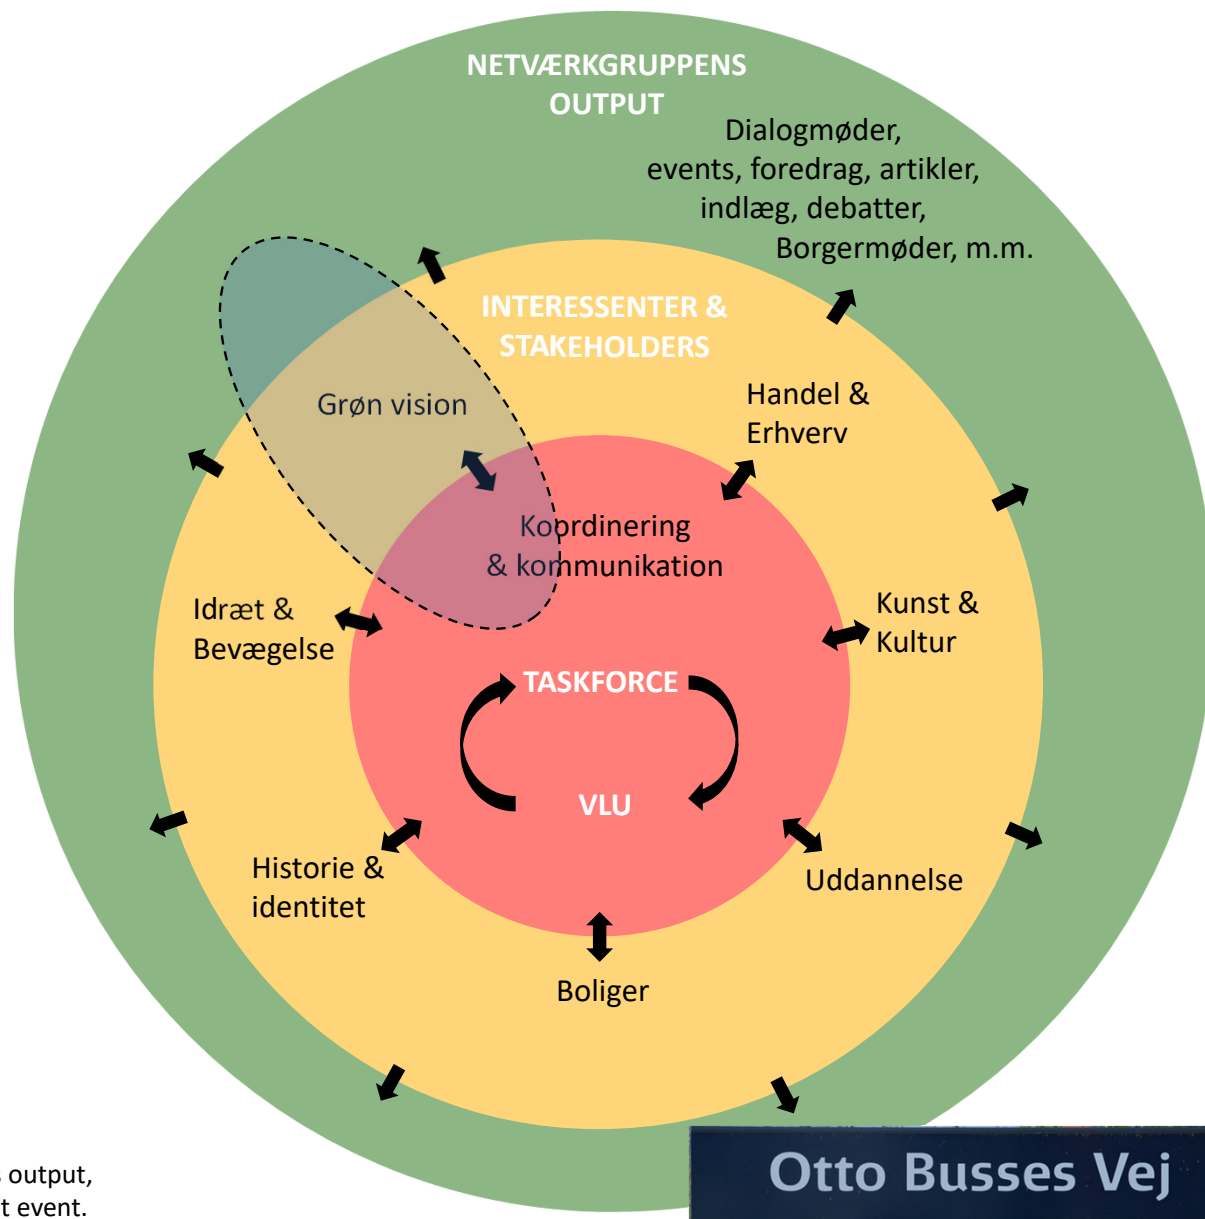 NETVÆRKGRUPPENS
OUTPUT
Dialogmøder,
events, foredrag, artikler,
indlæg, debatter,
Borgermøder, m.m.
INTERESSENTER &
STAKEHOLDERS
Grøn vision
Handel &
Erhverv
Koordinering
& kommunikation
Idræt &
Bevægelse
Kunst &
Kultur
TASKFORCE
VLU
Historie &
identitet
Uddannelse
Boliger
output,
event.
Otto Busses Vej